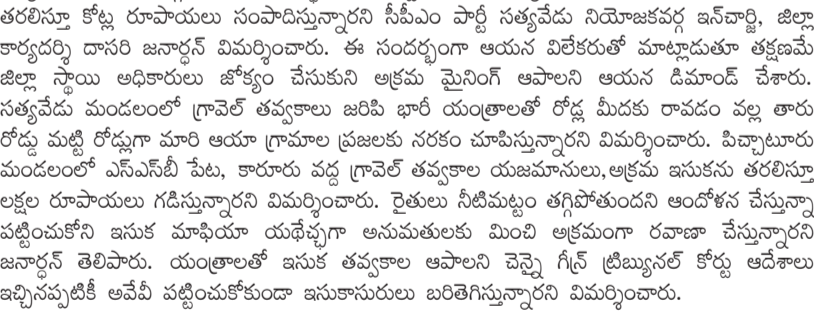 తరలిస్తూ కోట్ల రూపాయలు సంపాదిస్తున్నారని సీపీఎం పార్టీ సత్యవేడు నియోజకవర్గ ఇన్‌చార్జి, జిల్లా
కార్యదర్శి దాసరి జనార్ధన్ విమర్శించారు. ఈ సందర్భంగా ఆయన విలేకరుతో మాట్లాడుతూ తక్షణమే
జిల్లా స్థాయి అధికారులు జోక్యం చేసుకుని అక్రమ మైనింగ్ ఆపాలని ఆయన డిమాండ్ చేశారు.
సత్యవేడు మండలంలో గ్రావెల్ తవ్వకాలు జరిపి భారీ యంత్రాలతో రోడ్ల మీదకు రావడం వల్ల తారు
రోడ్డు మట్టి రోడ్లుగా మారి ఆయా గ్రామాల ప్రజలకు నరకం చూపిస్తున్నారని విమర్శించారు. పిచ్చాటూరు
మండలంలో ఎస్ఎస్‌బీ పేట, కారూరు వద్ద గ్రావెల్ తవ్వకాల యజమానులు,అక్రమ ఇసుకను తరలిస్తూ
లక్షల రూపాయలు గడిస్తున్నారని విమర్శించారు. రైతులు నీటిమట్టం తగ్గిపోతుందని ఆందోళన చేస్తున్నా
పట్టించుకోని ఇసుక మాఫియా యథేచ్ఛగా అనుమతులకు మించి అక్రమంగా రవాణా చేస్తున్నారని
జనార్ధన్ తెలిపారు. యంత్రాలతో ఇసుక తవ్వకాల ఆపాలని చెన్నై గ్రీన్ ట్రిబ్యునల్ కోర్టు ఆదేశాలు
ఇచ్చినప్పటికీ అవేవీ పట్టించుకోకుండా ఇసుకాసురులు బరితెగిస్తున్నారని విమర్శించారు.